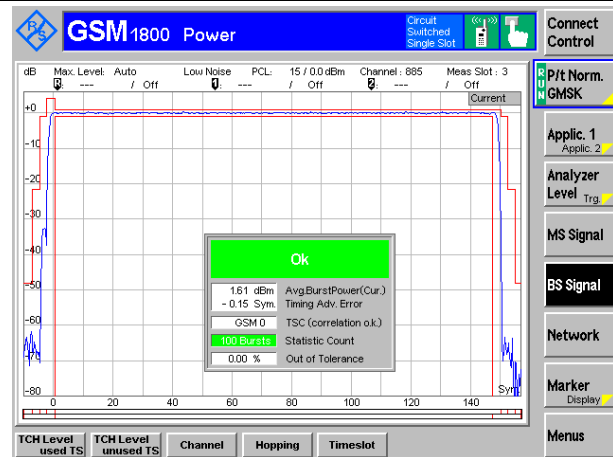 GSM1800 Power
Circuit
Switched
Single Slot
Connect
Control
dB Max. Level: Auto Low Noise PCL: 15 / 0.0 dBm Channel : 885 Meas Slot : 3
--- / Off --- / Off --- / Off
Current
+0
-10
-20
-30
-40
-50
-60
-70
-80
0 20 40 60 80 100 120 140 Sym
Ok
1.61 dBm Avg.BurstPower(Cur.)
- 0.15 Sym. Timing Adv. Error
GSM 0 TSC (correlation o.k.)
100 Bursts Statistic Count
0.00 % Out of Tolerance
RUN
P/t Norm.
GMSK
Applic. 1
Applic. 2
Analyzer
Level Trg.
MS Signal
BS Signal
Network
Marker
Display
Menus
TCH Level
used TS
TCH Level
unused TS
Channel
Hopping
Timeslot